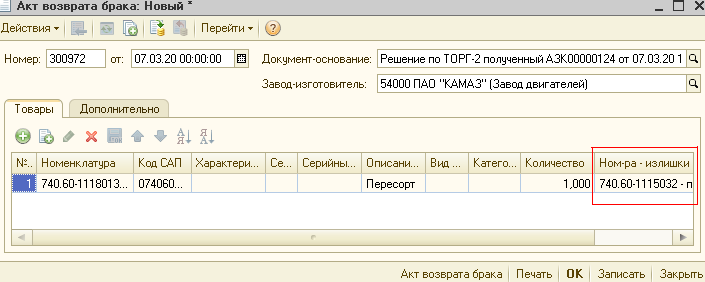 Акт возврата брака: Новый *
Действия Перейти
Номер: 300972 от: 07.03.20 00:00:00 Документ-основание: Решение по ТОРГ-2 полученный АЗК00000124 от 07.03.20 1
Завод-изготовитель: 54000 ПАО "КАМАЗ" (Завод двигателей)
Товары Дополнительно
№.. Номенклатура Код САП Характери... Се... Серийны... Описани... Вид ... Катего... Количество Ном-ра - излишки
1 740.60-1118013... 074060... Пересорт 1,000 740.60-1115032 - п
Акт возврата брака Печать OK Записать Закрыть